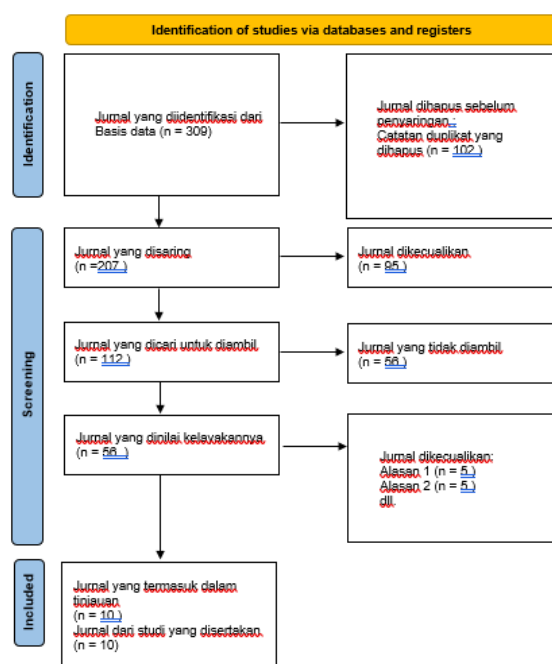 Identification of studies via databases and registers
Identification
Jurnal yang diidentifikasi dari
Basis data (n = 309)
Jurnal dihapus sebelum
penyaringan :
Catatan duplikat yang
dihapus (n = 102 )
Screening
Jurnal yang disaring
(n =207 )
Jurnal dikecualikan
(n = 95 )
Jurnal yang dicari untuk diambil
(n = 112 )
Jurnal yang tidak diambil
(n = 56 )
Jurnal yang dinilai kelayakannya
(n = 56 )
Jurnal dikecualikan:
Alasan 1 (n = 5 )
Alasan 2 (n = 5 )
dll.
Included
Jurnal yang termasuk dalam
tinjauan
(n = 10 )
Jurnal dari studi yang disertakan
(n = 10)